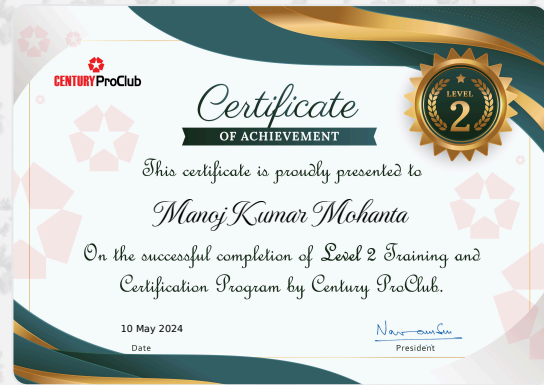 CENTURY ProClub
LEVEL
2
Certificate
OF ACHIEVEMENT
This certificate is proudly presented to
Manoj Kumar Mohanta
On the successful completion of Level 2 Training and
Certification Program by Century ProClub.
10 May 2024
Date
President